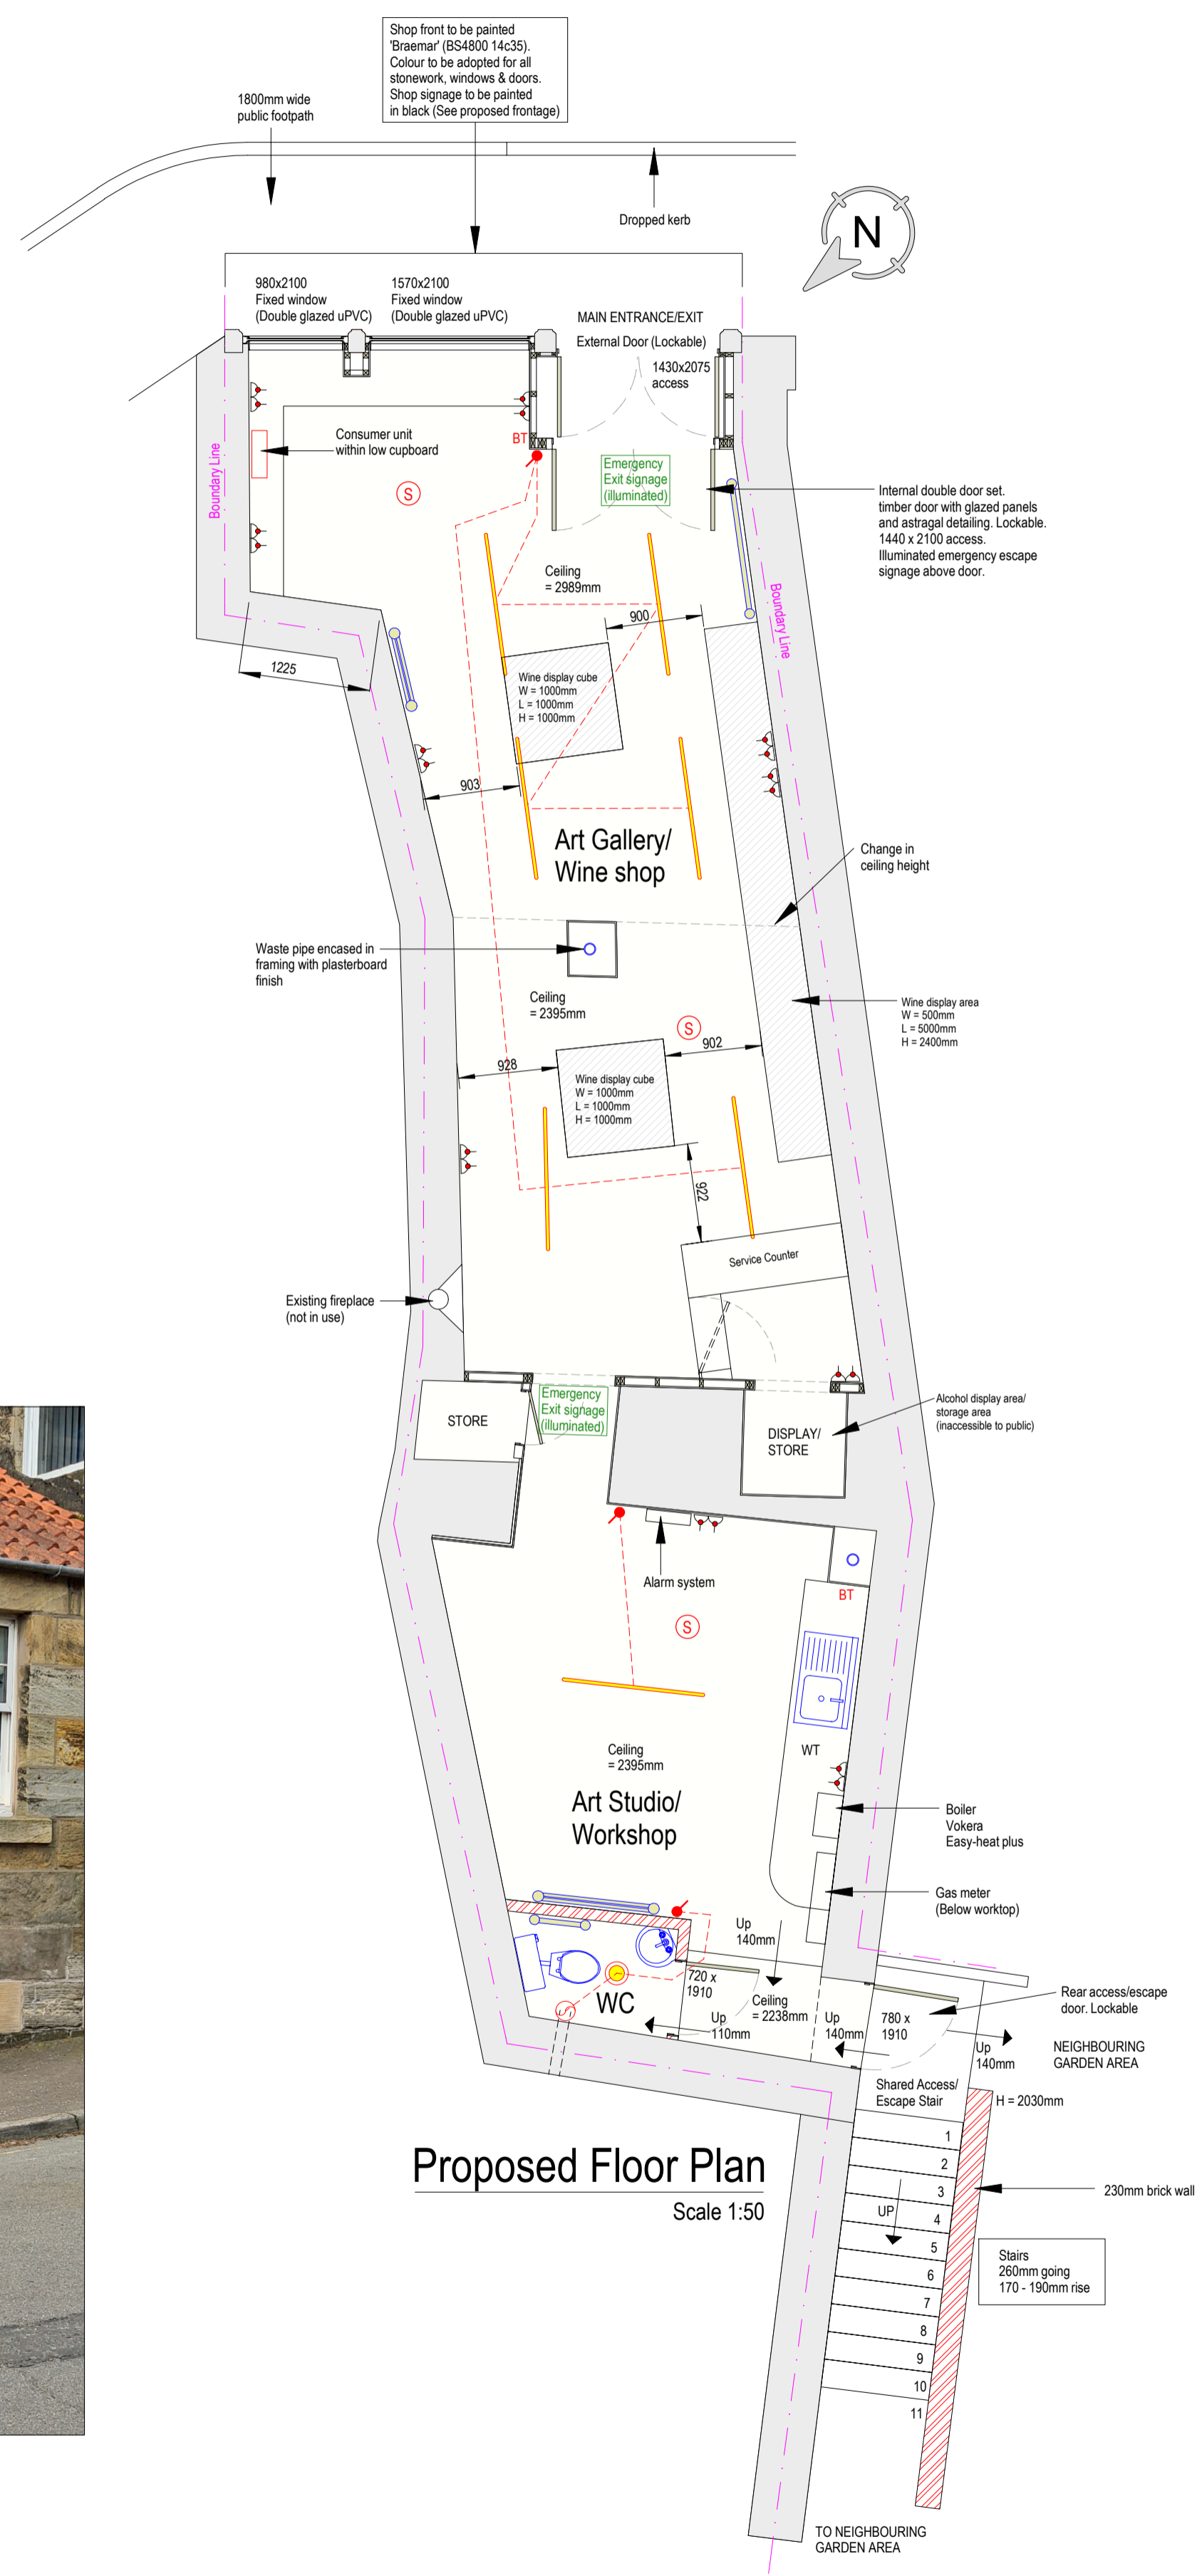 Shop front to be painted
'Braemar' (BS4800 14c35).
Colour to be adopted for all
stonework, windows & doors.
Shop signage to be painted
in black (See proposed frontage)
1800mm wide
public footpath
Dropped kerb
N
980x2100
Fixed window
(Double glazed uPVC)
1570x2100
Fixed window
(Double glazed uPVC)
MAIN ENTRANCE/EXIT
External Door (Lockable)
1430x2075
access
Consumer unit
within low cupboard
BT
S
Boundary Line
Emergency
Exit signage
(illuminated)
Internal double door set.
timber door with glazed panels
and astragal detailing. Lockable.
1440 x 2100 access.
Illuminated emergency escape
signage above door.
Ceiling
= 2989mm
Boundary Line
900
1225
Wine display cube
W = 1000mm
L = 1000mm
H = 1000mm
903
Art Gallery/
Wine shop
Change in
ceiling height
Waste pipe encased in
framing with plasterboard
finish
Ceiling
= 2395mm
S
Wine display area
W = 500mm
L = 5000mm
H = 2400mm
902
928
Wine display cube
W = 1000mm
L = 1000mm
H = 1000mm
922
Service Counter
Existing fireplace
(not in use)
Emergency
Exit signage
(illuminated)
STORE
DISPLAY/
STORE
Alcohol display area/
storage area
(inaccessible to public)
Alarm system
BT
S
WT
Ceiling
= 2395mm
Art Studio/
Workshop
Boiler
Vokera
Easy-heat plus
Gas meter
(Below worktop)
Up
140mm
720 x
1910
WC
Ceiling
= 2238mm
Up
110mm
Up
140mm
780 x
1910
Rear access/escape
door. Lockable
Up
140mm
NEIGHBOURING
GARDEN AREA
Shared Access/
Escape Stair
H = 2030mm
1
2
3
4
5
6
7
8
9
10
11
UP
230mm brick wall
Stairs
260mm going
170 - 190mm rise
Proposed Floor Plan
Scale 1:50
TO NEIGHBOURING
GARDEN AREA